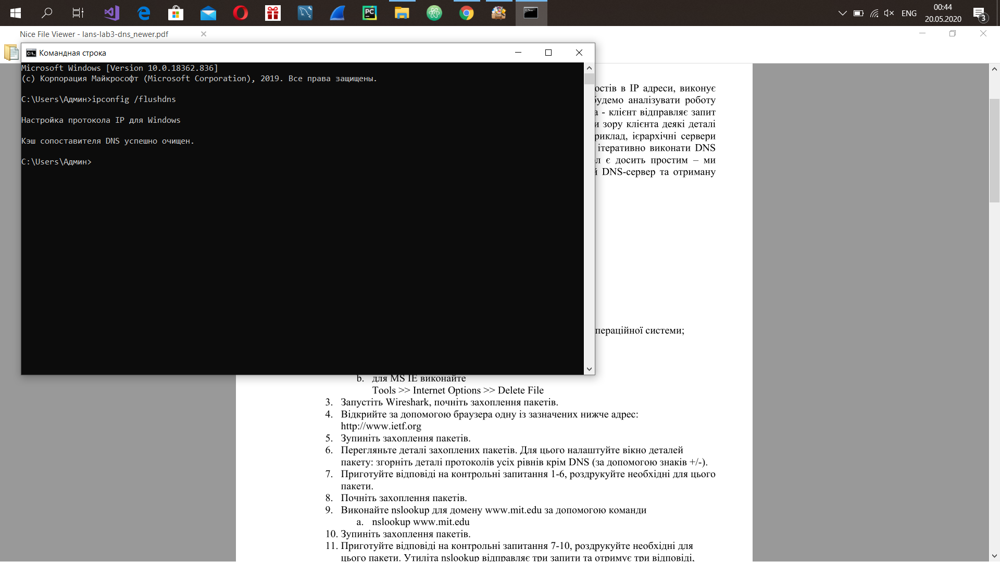 ENG
00:44
20.05.2020
3
Nice File Viewer - lans-lab3-dns_newer.pdf
Командная строка
Microsoft Windows [Version 10.0.18362.836]
(c) Корпорация Майкрософт (Microsoft Corporation), 2019. Все права защищены.
C:\Users\Админ>ipconfig /flushdns
Настройка протокола IP для Windows
Кэш сопоставителя DNS успешно очищен.
C:\Users\Админ>
остів в IP адреси, виконує
будемо аналізувати роботу
а - клієнт відправляє запит
и зору клієнта деякі деталі
риклад, ієрархічні сервери
ітеративно виконати DNS
л є досить простим – ми
й DNS-сервер та отриману
пераційної системи;
b. для MS IE виконайте
Tools >> Internet Options >> Delete File
3. Запустіть Wireshark, почніть захоплення пакетів.
4. Відкрийте за допомогою браузера одну із зазначених нижче адрес:
http://www.ietf.org
5. Зупиніть захоплення пакетів.
6. Перегляньте деталі захоплених пакетів. Для цього налаштуйте вікно деталей
пакету: згорніть деталі протоколів усіх рівнів крім DNS (за допомогою знаків +/-).
7. Приготуйте відповіді на контрольні запитання 1-6, роздрукуйте необхідні для цього
пакети.
8. Почніть захоплення пакетів.
9. Виконайте nslookup для домену www.mit.edu за допомогою команди
a. nslookup www.mit.edu
10. Зупиніть захоплення пакетів.
11. Приготуйте відповіді на контрольні запитання 7-10, роздрукуйте необхідні для
цього пакети. Утиліта nslookup відправляє три запити та отримує три відповіді,